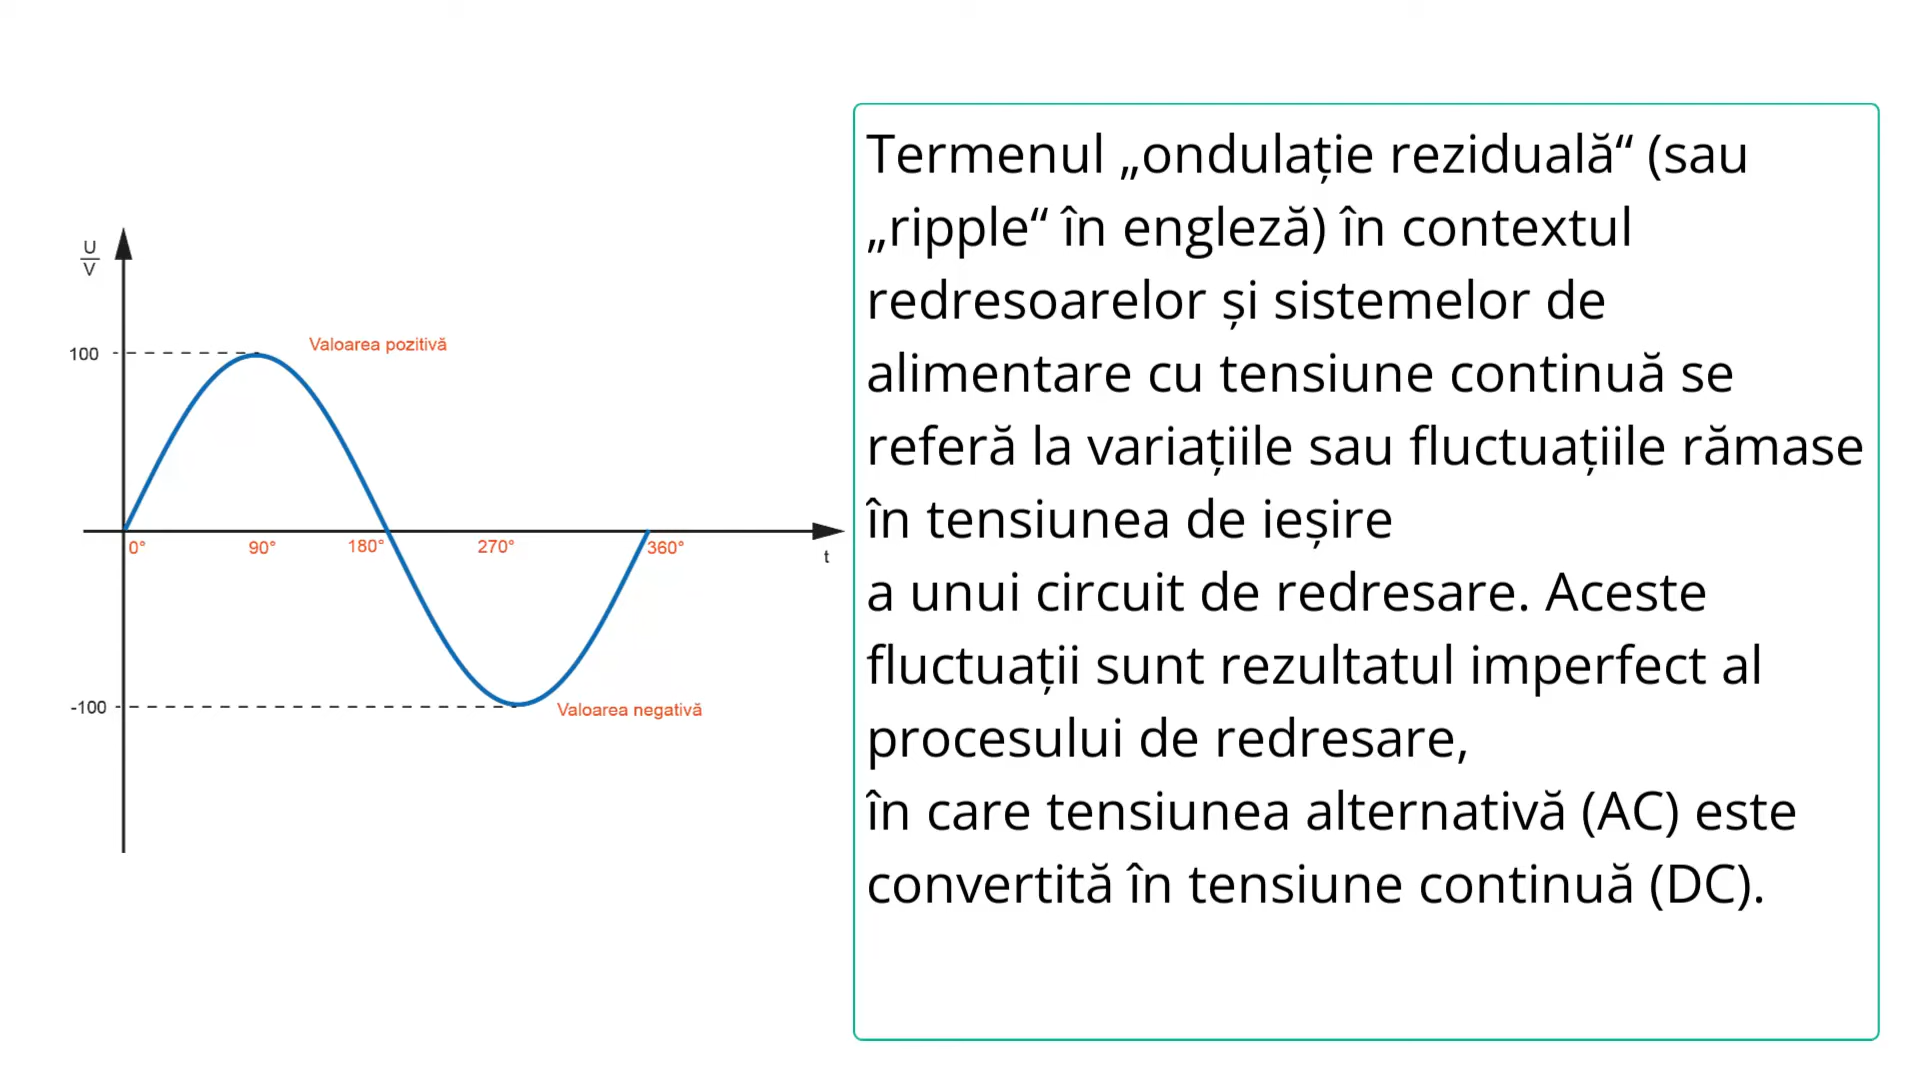 U
V
100
Valoarea pozitivă
0°
90°
180°
270°
360°
t
-100
Valoarea negativă
Termenul „ondulație reziduală“ (sau
„ripple“ în engleză) în contextul
redresoarelor și sistemelor de
alimentare cu tensiune continuă se
referă la variațiile sau fluctuațiile rămase
în tensiunea de ieșire
a unui circuit de redresare. Aceste
fluctuații sunt rezultatul imperfect al
procesului de redresare,
în care tensiunea alternativă (AC) este
convertită în tensiune continuă (DC).